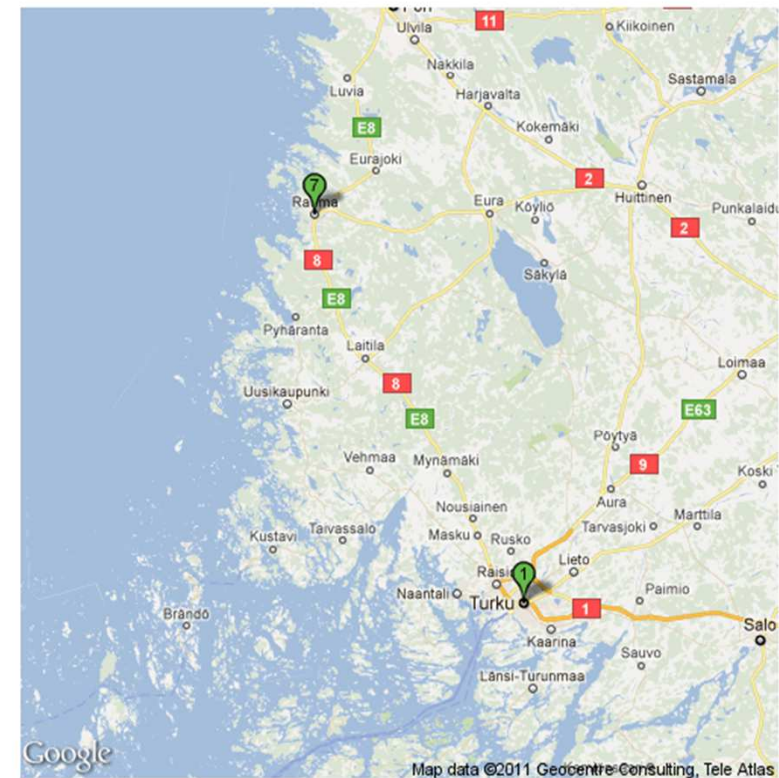 11
Ulvila
Kiikoinen
Nakkila
Sastamala
Luvia
Harjavalta
E8
Kokemäki
Eurajoki
2
7
Huittinen
Eura
Köyliö
Punkalaidu
2
8
Säkylä
E8
Pyhäranta
Laitila
Loimaa
8
Uusikaupunki
E63
E8
Pöytyä
Vehmaa
Mynämäki
9
Koski
Aura
Nousiainen
Marttila
Taivassalo
Tarvasjoki
Kustavi
Masku
Rusko
Lieto
1
Naantali
Paimio
Turku
1
Brändö
Salo
Kaarina
Sauvo
Länsi-Turunmaa
Google
Map data ©2011 Geocentre Consulting, Tele Atlas